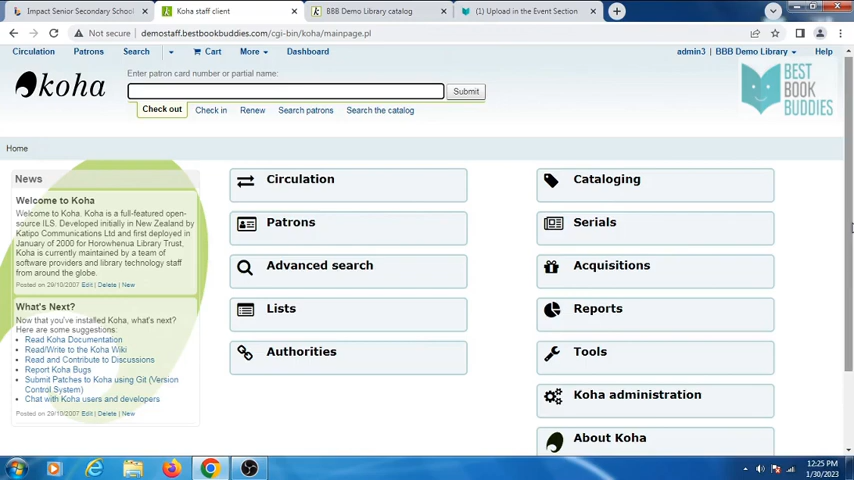 Impact Senior Secondary School
Koha staff client
BBB Demo Library catalog
(1) Upload in the Event Section
Not secure | demostaff.bestbookbuddies.com/cgi-bin/koha/mainpage.pl
Circulation Patrons Search Cart More Dashboard
admin3 | BBB Demo Library Help
koha
Enter patron card number or partial name:
Submit
Check out Check in Renew Search patrons Search the catalog
BEST
BOOK
BUDDIES
Home
News
Welcome to Koha
Welcome to Koha. Koha is a full-featured open-
source ILS. Developed initially in New Zealand by
Katipo Communications Ltd and first deployed in
January of 2000 for Horowhenua Library Trust,
Koha is currently maintained by a team of
software providers and library technology staff
from around the globe.
Posted on 29/10/2007 Edit | Delete | New
What's Next?
Now that you've installed Koha, what's next?
Here are some suggestions:
Read Koha Documentation
Read/Write to the Koha Wiki
Read and Contribute to Discussions
Report Koha Bugs
Submit Patches to Koha using Git (Version
Control System)
Chat with Koha users and developers
Posted on 29/10/2007 Edit | Delete | New
Circulation
Patrons
Advanced search
Lists
Authorities
Cataloging
Serials
Acquisitions
Reports
Tools
Koha administration
About Koha
12:25 PM
1/30/2023